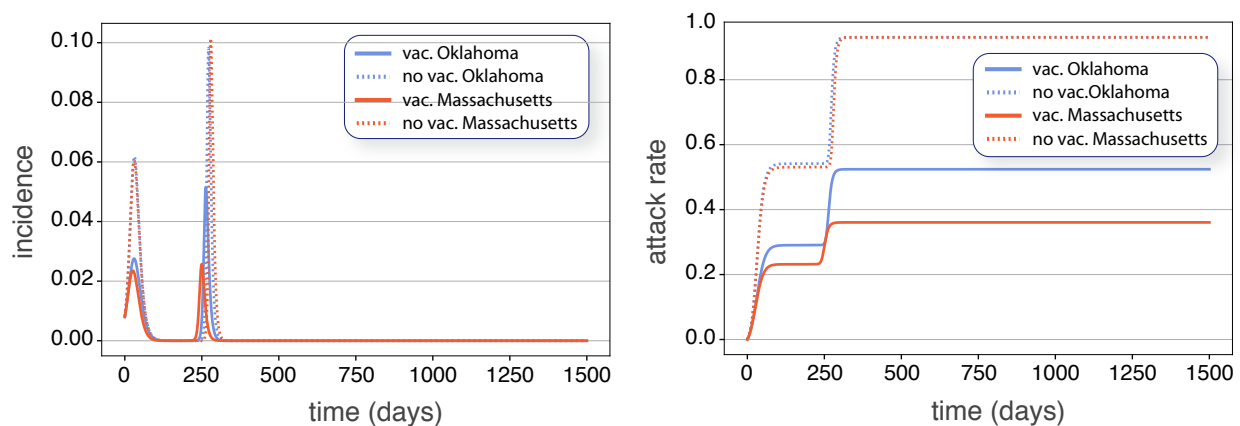 incidence
0.10
0.08
0.06
0.04
0.02
0.00
vac. Oklahoma
no vac. Oklahoma
vac. Massachusetts
no vac. Massachusetts
0 250 500 750 1000 1250 1500
time (days)
attack rate
1.0
0.8
0.6
0.4
0.2
0.0
vac. Oklahoma
no vac.Oklahoma
vac. Massachusetts
no vac. Massachusetts
0 250 500 750 1000 1250 1500
time (days)